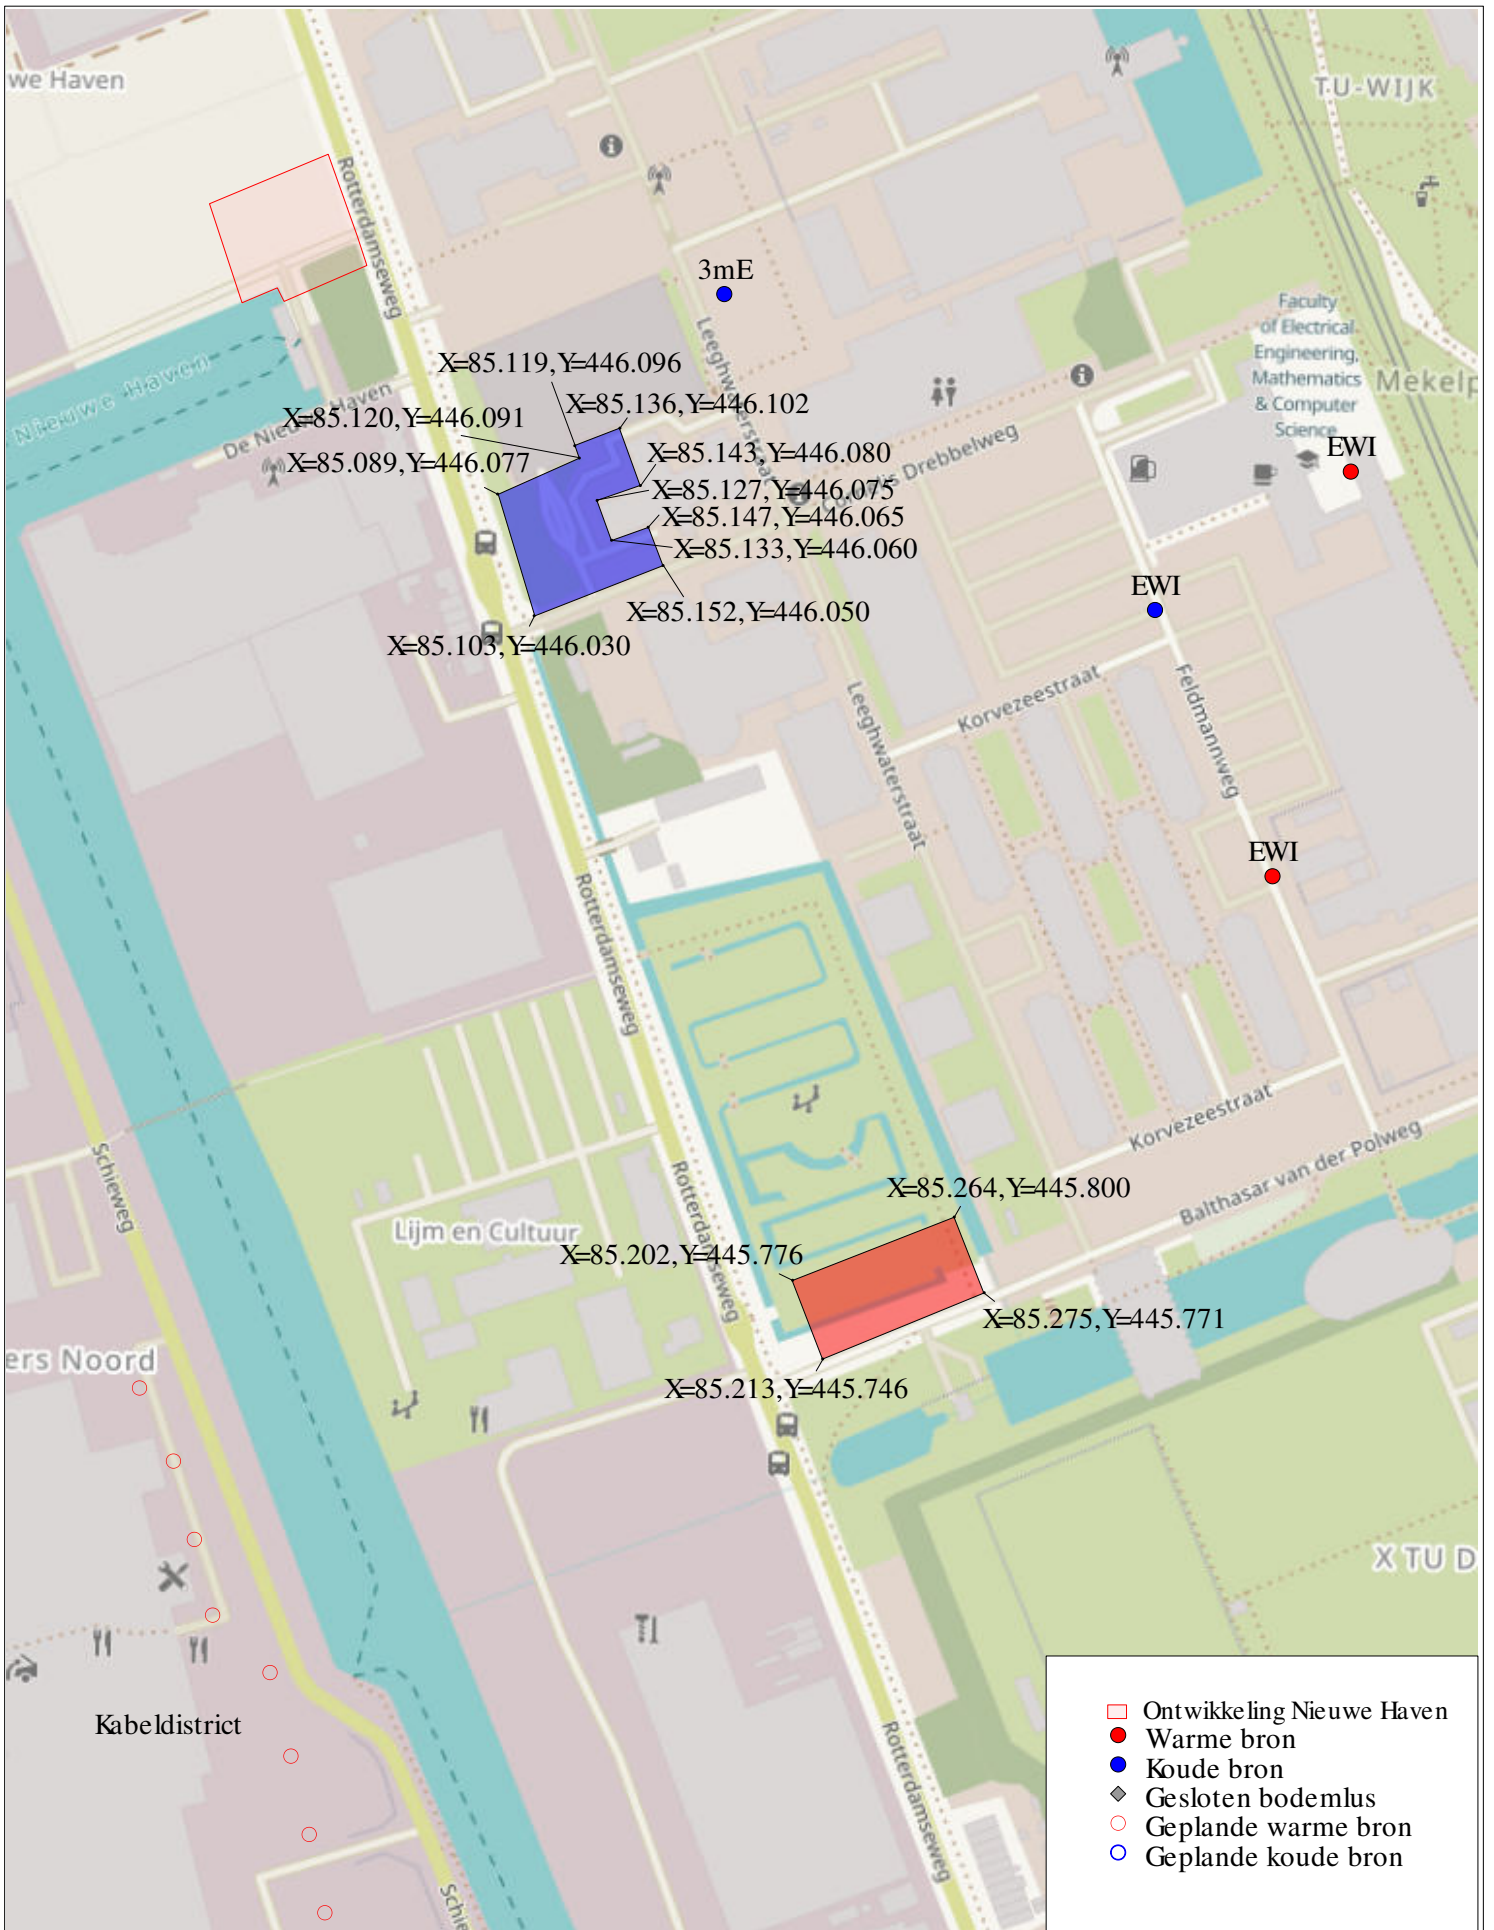 we Haven
TU-WIJK
Rotterdamseweg
3mE
Faculty
of Electrical
Engineering,
Mathematics
& Computer
Science
Mekelp
Nieuwe Haven
Leeghwaterstraat
X=85.119,Y=446.096
De Nieuwe Haven
X=85.136,Y=446.102
X=85.120,Y=446.091
Cornelis Drebbelweg
EWI
X=85.143,Y=446.080
X=85.089,Y=446.077
X=85.127,Y=446.075
X=85.147,Y=446.065
X=85.133,Y=446.060
EWI
X=85.152,Y=446.050
X=85.103,Y=446.030
Korvezeestraat
Feldmannweg
Leeghwaterstraat
EWI
Rotterdamseweg
Korvezeestraat
Balthasar van der Polweg
Schieweg
Rotterdamseweg
X=85.264,Y=445.800
Lijm en Cultuur
X=85.202,Y=445.776
X=85.275,Y=445.771
ers Noord
X=85.213,Y=445.746
X TU D
Kabeldistrict
Rotterdamseweg
Schie
Ontwikkeling Nieuwe Haven
Warme bron
Koude bron
Gesloten bodemlus
Geplande warme bron
Geplande koude bron